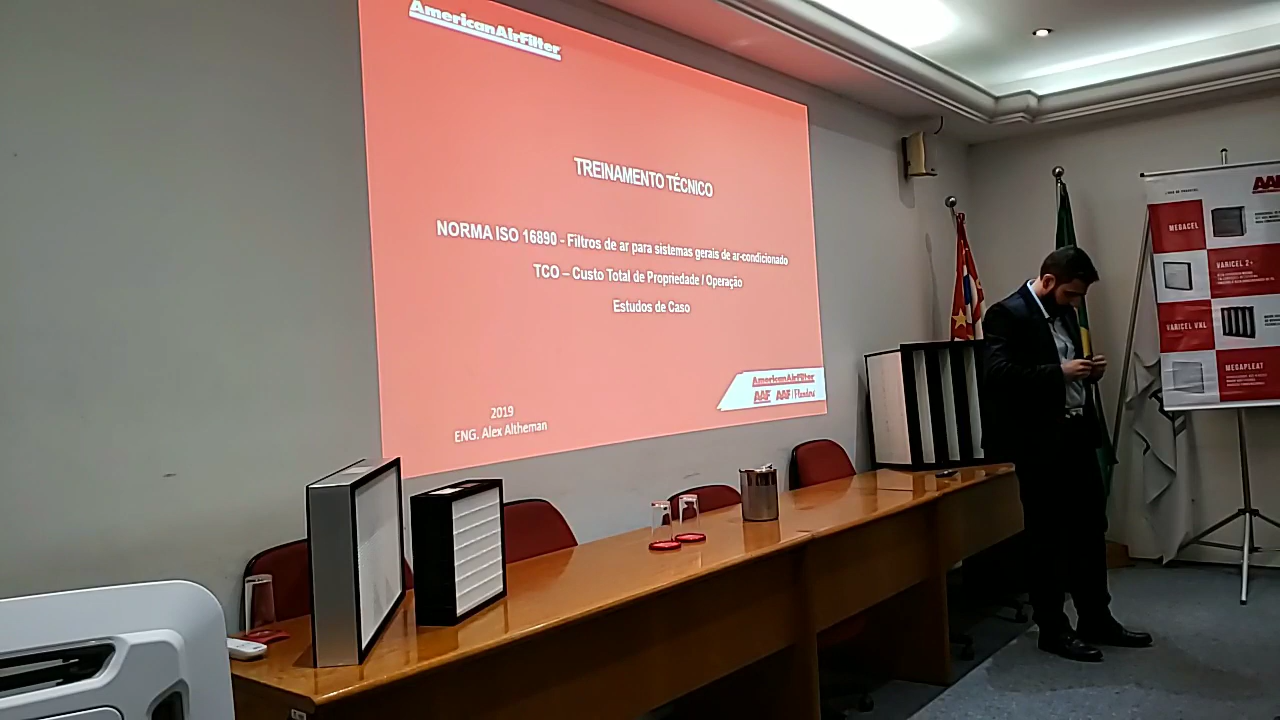 AmericanAirFilter
TREINAMENTO TÉCNICO
NORMA ISO 16890 - Filtros de ar para sistemas gerais de ar-condicionado
TCO – Custo Total de Propriedade / Operação
Estudos de Caso
2019
ENG. Alex Altheman
AmericanAirFilter
AAF AAF | Flanders
AAF
MEGACEL
VARICEL 2+
VARICEL VXL
MEGAPLEAT